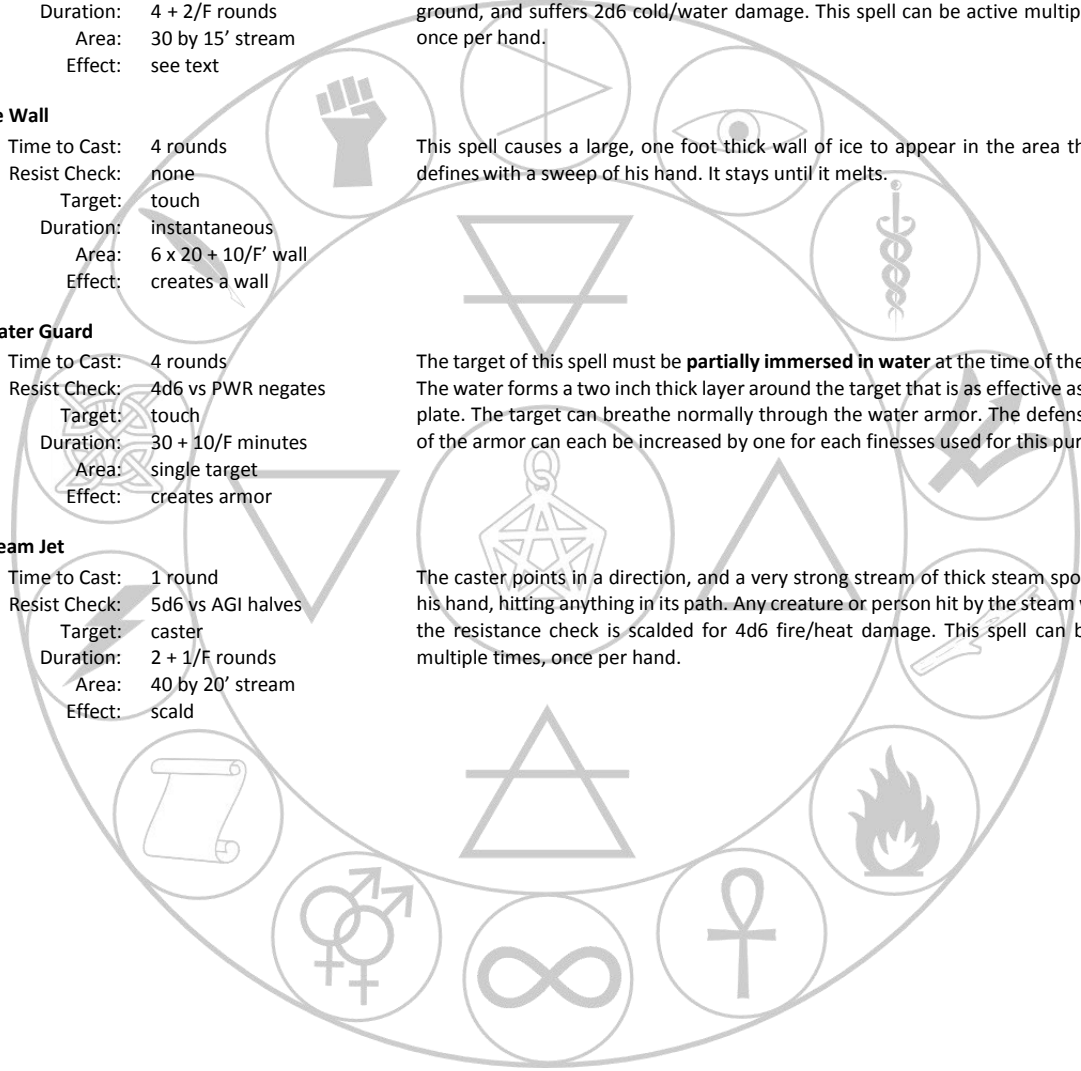 Duration: 4 + 2/F rounds
Area: 30 by 15’ stream
Effect: see text
ground, and suffers 2d6 cold/water damage. This spell can be active multip
once per hand.
e Wall
Time to Cast: 4 rounds
Resist Check: none
Target: touch
Duration: instantaneous
Area: 6 x 20 + 10/F’ wall
Effect: creates a wall
This spell causes a large, one foot thick wall of ice to appear in the area th
defines with a sweep of his hand. It stays until it melts.
ater Guard
Time to Cast: 4 rounds
Resist Check: 4d6 vs PWR negates
Target: touch
Duration: 30 + 10/F minutes
Area: single target
Effect: creates armor
The target of this spell must be partially immersed in water at the time of the
The water forms a two inch thick layer around the target that is as effective as
plate. The target can breathe normally through the water armor. The defens
of the armor can each be increased by one for each finesses used for this pur
eam Jet
Time to Cast: 1 round
Resist Check: 5d6 vs AGI halves
Target: caster
Duration: 2 + 1/F rounds
Area: 40 by 20’ stream
Effect: scald
The caster points in a direction, and a very strong stream of thick steam spo
his hand, hitting anything in its path. Any creature or person hit by the steam w
the resistance check is scalded for 4d6 fire/heat damage. This spell can b
multiple times, once per hand.